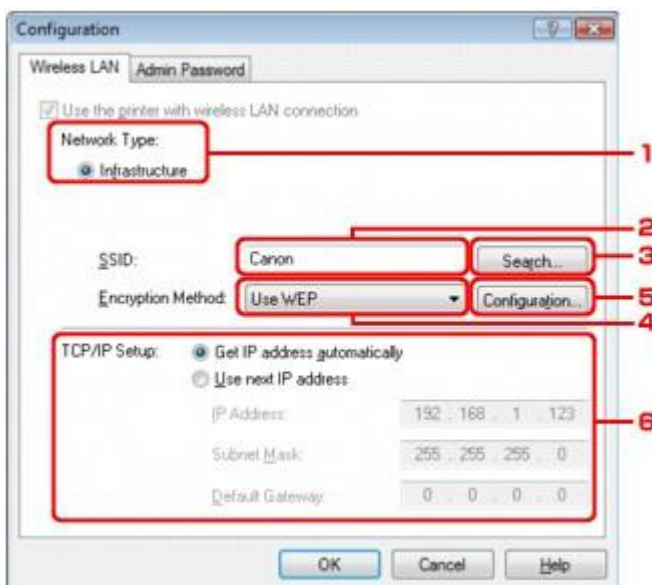 Configuration
Wireless LAN Admin Password
Use the printer with wireless LAN connection
Network Type:
1
Infrastructure
2
SSID: Canon Search... 3
Encryption Method: Use WEP Configuration... 5
4
TCP/IP Setup: Get IP address automatically
Use next IP address
IP Address: 192 . 168 . 1 . 123
6
Subnet Mask: 255 . 255 . 255 . 0
Default Gateway: 0 . 0 . 0 . 0
OK Cancel Help